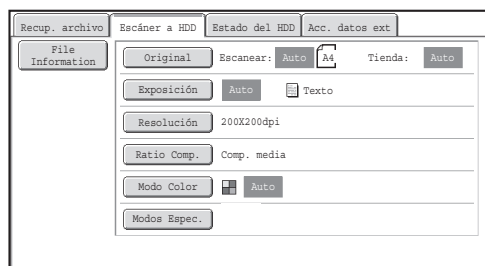 Recup. archivo Escáner a HDD Estado del HDD Acc. datos ext
File
Information
Original Escanear: Auto A4 Tienda: Auto
Exposición Auto Texto
Resolución 200X200dpi
Ratio Comp. Comp. media
Modo Color Auto
Modos Espec.